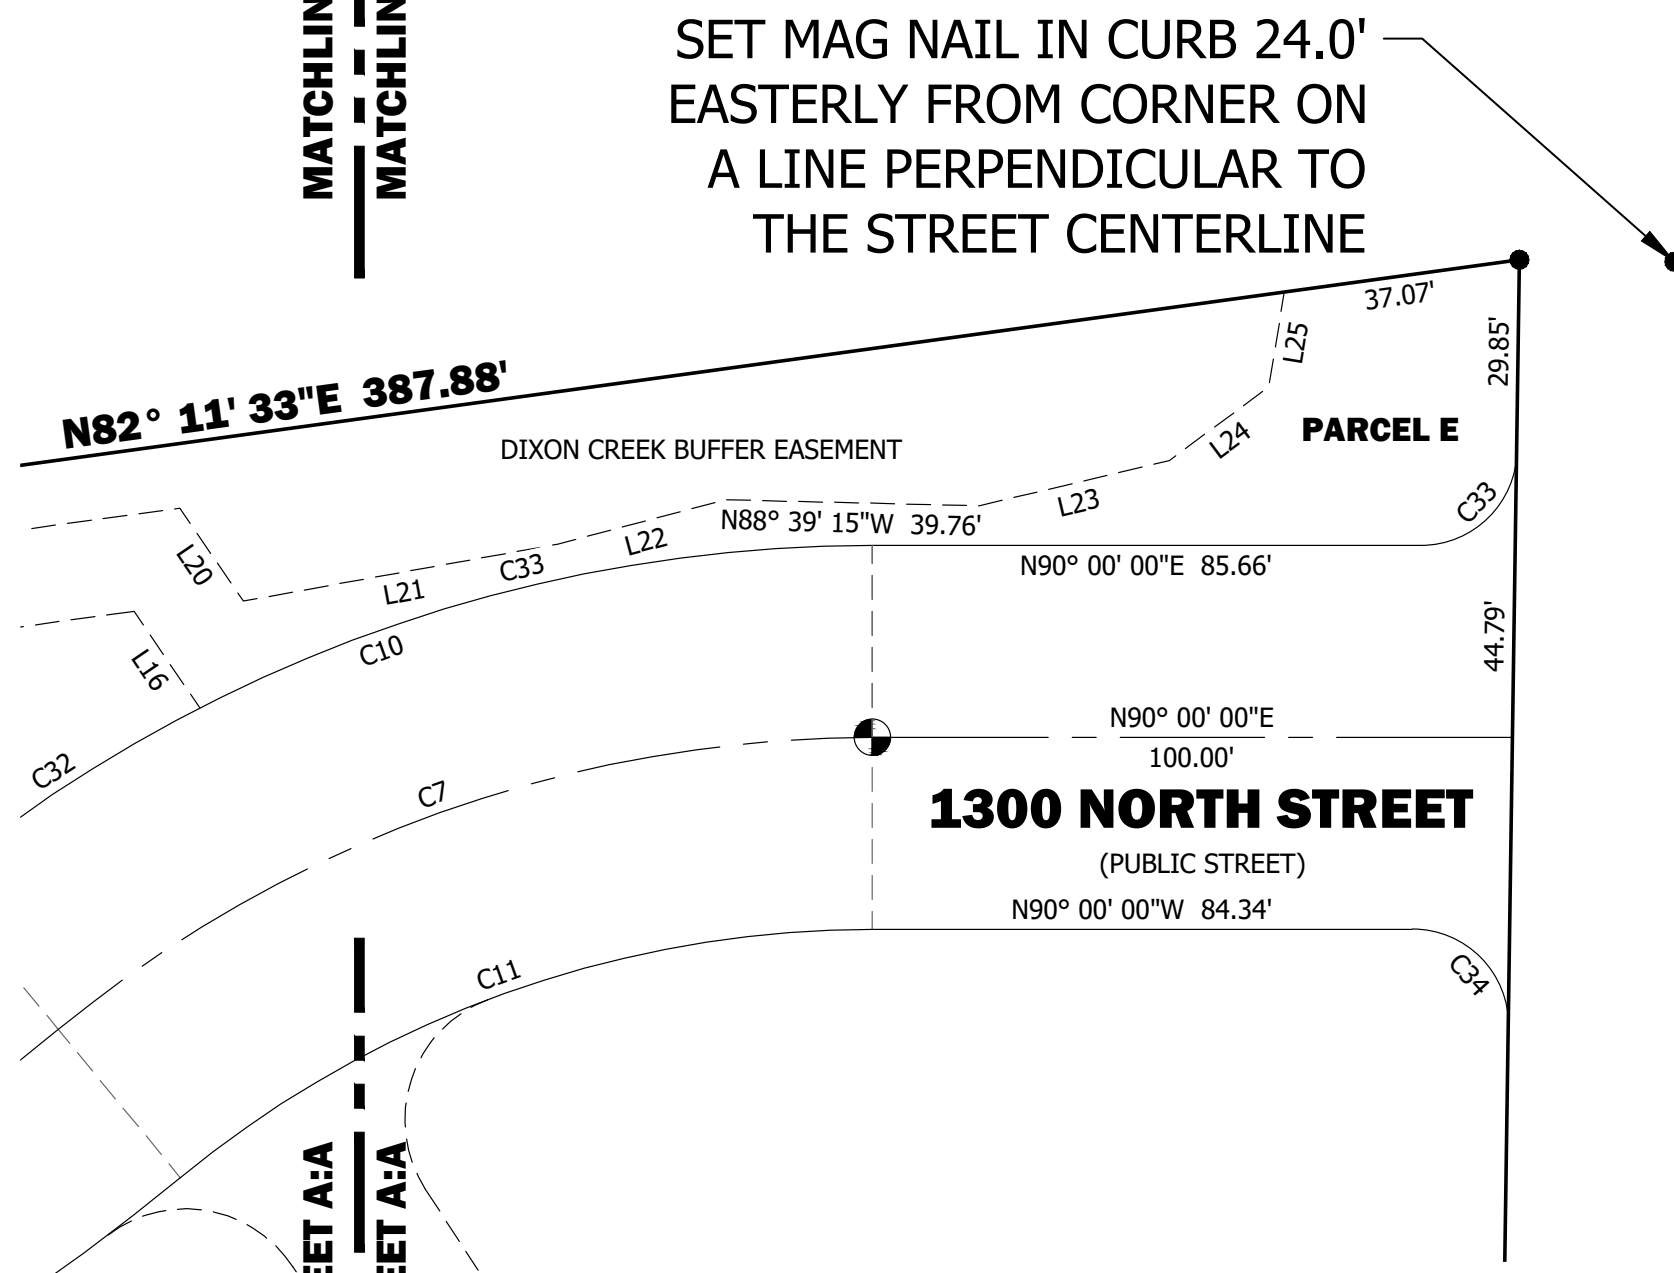 MATCHLIN
MATCHLIN
SET MAG NAIL IN CURB 24.0'
EASTERLY FROM CORNER ON
A LINE PERPENDICULAR TO
THE STREET CENTERLINE
37.07'
29.85'
L25
N82° 11' 33"E 387.88'
DIXON CREEK BUFFER EASEMENT
PARCEL E
L24
L23
C33
N88° 39' 15"W 39.76'
L22
C33
L21
L20
N90° 00' 00"E 85.66'
44.79'
C10
L16
C32
C7
N90° 00' 00"E
100.00'
1300 NORTH STREET
(PUBLIC STREET)
N90° 00' 00"W 84.34'
C11
C34
EET A:A
EET A:A